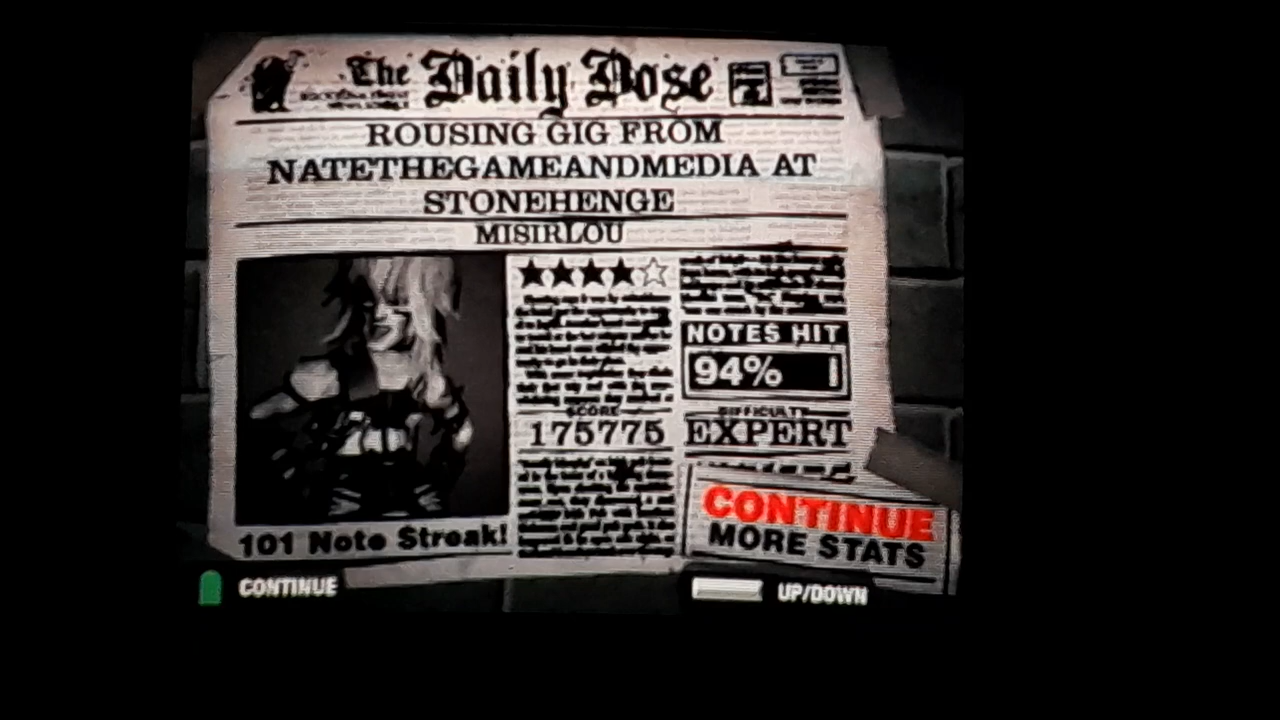 The Daily Dose
ROUSING GIG FROM
NATETHEGAMEANDMEDIA AT
STONEHENGE
MISIRLOU
NOTES HIT
94%
SCORE
175775
DIFFICULTY
EXPERT
101 Note Streak!
CONTINUE
MORE STATS
CONTINUE
UP/DOWN